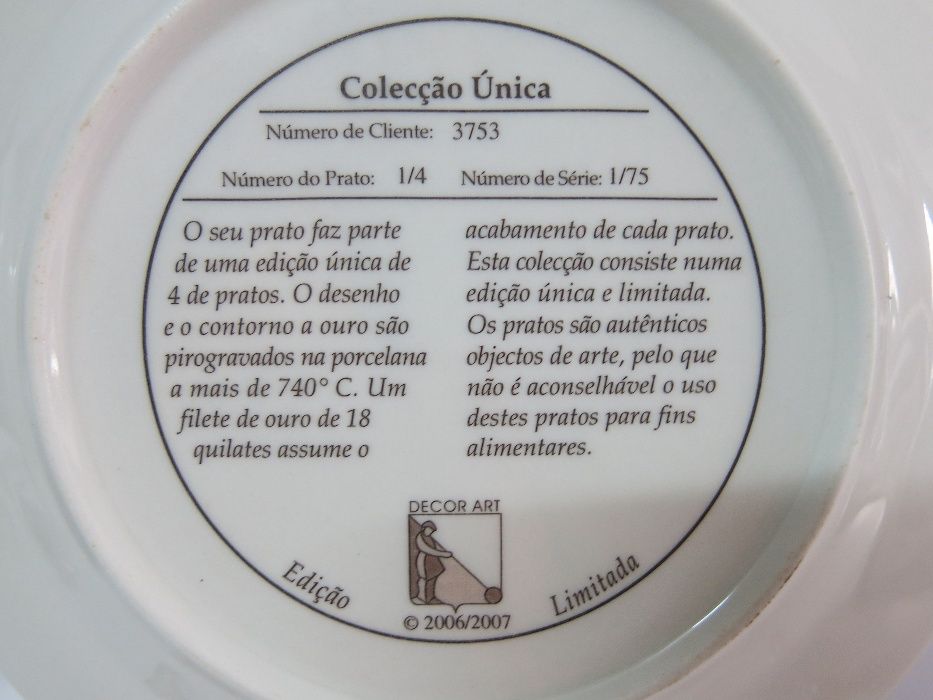 Colecção Única
Número de Cliente: 3753
Número do Prato: 1/4 Número de Série: 1/75
O seu prato faz parte
de uma edição única de
4 de pratos. O desenho
e o contorno a ouro são
pirogravados na porcelana
a mais de 740° C. Um
filete de ouro de 18
quilates assume o
acabamento de cada prato.
Esta colecção consiste numa
edição única e limitada.
Os pratos são autênticos
objectos de arte, pelo que
não é aconselhável o uso
destes pratos para fins
alimentares.
DECOR ART
Edição Limitada
© 2006/2007